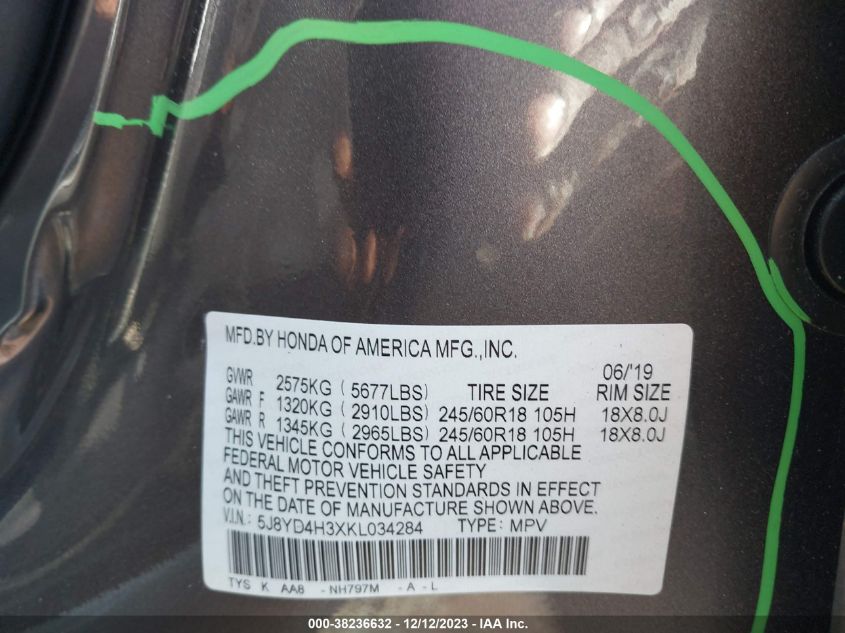 MFD.BY HONDA OF AMERICA MFG.,INC.
06/'19
GVWR 2575KG ( 5677LBS) TIRE SIZE RIM SIZE
GAWR F 1320KG ( 2910LBS) 245/60R18 105H 18X8.0J
GAWR R 1345KG ( 2965LBS) 245/60R18 105H 18X8.0J
THIS VEHICLE CONFORMS TO ALL APPLICABLE
FEDERAL MOTOR VEHICLE SAFETY
AND THEFT PREVENTION STANDARDS IN EFFECT
ON THE DATE OF MANUFACTURE SHOWN ABOVE.
V.I.N.: 5J8YD4H3XKL034284 TYPE: MPV
TYS K AA8 - NH797M - A - L
000-38236632 - 12/12/2023 - IAA Inc.